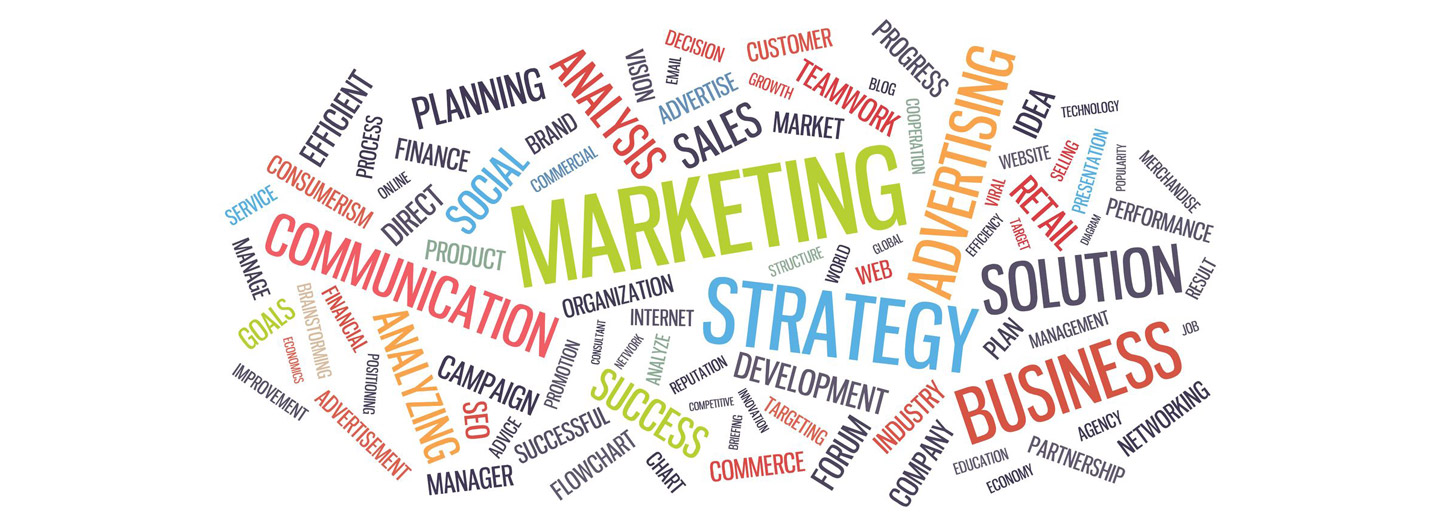 DECISION
CUSTOMER
PROGRESS
VISION
EMAIL
ANALYSIS
ADVERTISE
GROWTH
TEAMWORK
BLOG
ADVERTISING
EFFICIENT
PLANNING
PROCESS
FINANCE
BRAND
SALES
MARKET
COOPERATION
IDEA
TECHNOLOGY
CONSUMERISM
ONLINE
SOCIAL
COMMERCIAL
WEBSITE
SELLING
PRESENTATION
POPULARITY
MERCHANDISE
SERVICE
DIRECT
MARKETING
VIRAL
RETAIL
PERFORMANCE
COMMUNICATION
PRODUCT
STRUCTURE
WORLD
GLOBAL
EFFICIENCY
TARGET
DIAGRAM
MANAGE
WEB
SOLUTION
RESULT
GOALS
BRAINSTORMING
FINANCIAL
ORGANIZATION
INTERNET
STRATEGY
PLAN
MANAGEMENT
JOB
ECONOMICS
ANALYZING
CONSULTANT
NETWORK
ANALYZE
BUSINESS
IMPROVEMENT
POSITIONING
CAMPAIGN
PROMOTION
REPUTATION
DEVELOPMENT
ADVERTISEMENT
SEO
ADVICE
SUCCESS
COMPETITIVE
INNOVATION
BRIEFING
TARGETING
INDUSTRY
NETWORKING
AGENCY
SUCCESSFUL
FORUM
COMPANY
PARTNERSHIP
MANAGER
FLOWCHART
CHART
COMMERCE
EDUCATION
ECONOMY